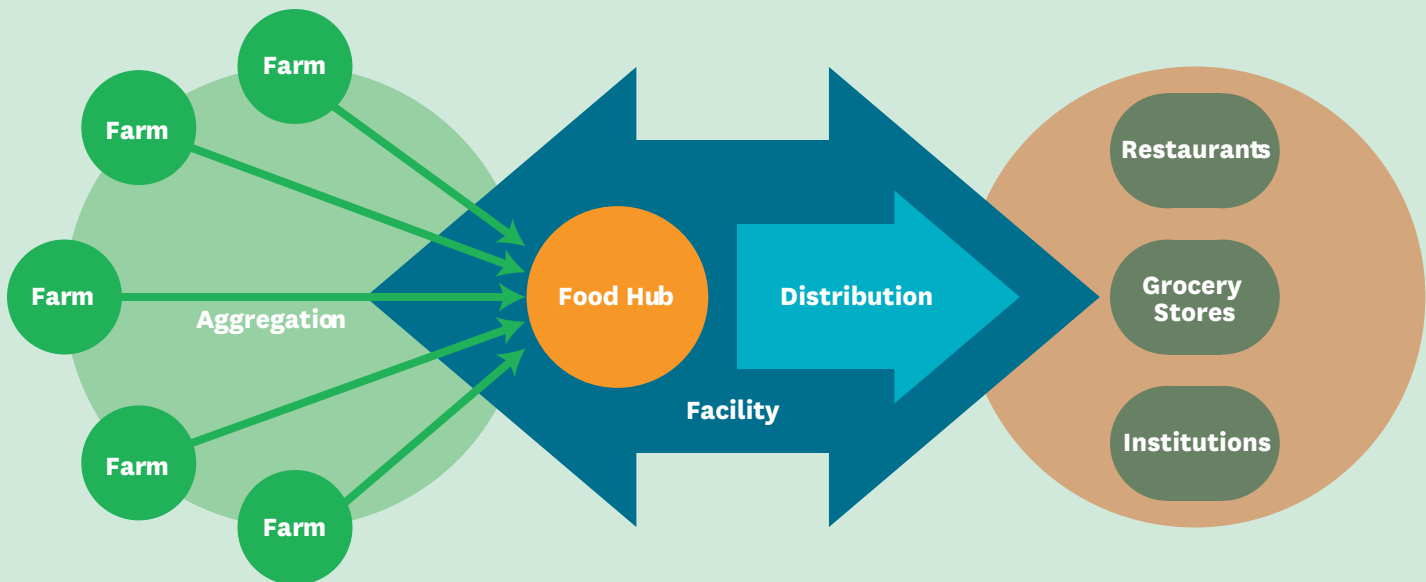 Farm
Farm
Farm
Aggregation
Farm
Farm
Food Hub
Distribution
Facility
Restaurants
Grocery
Stores
Institutions